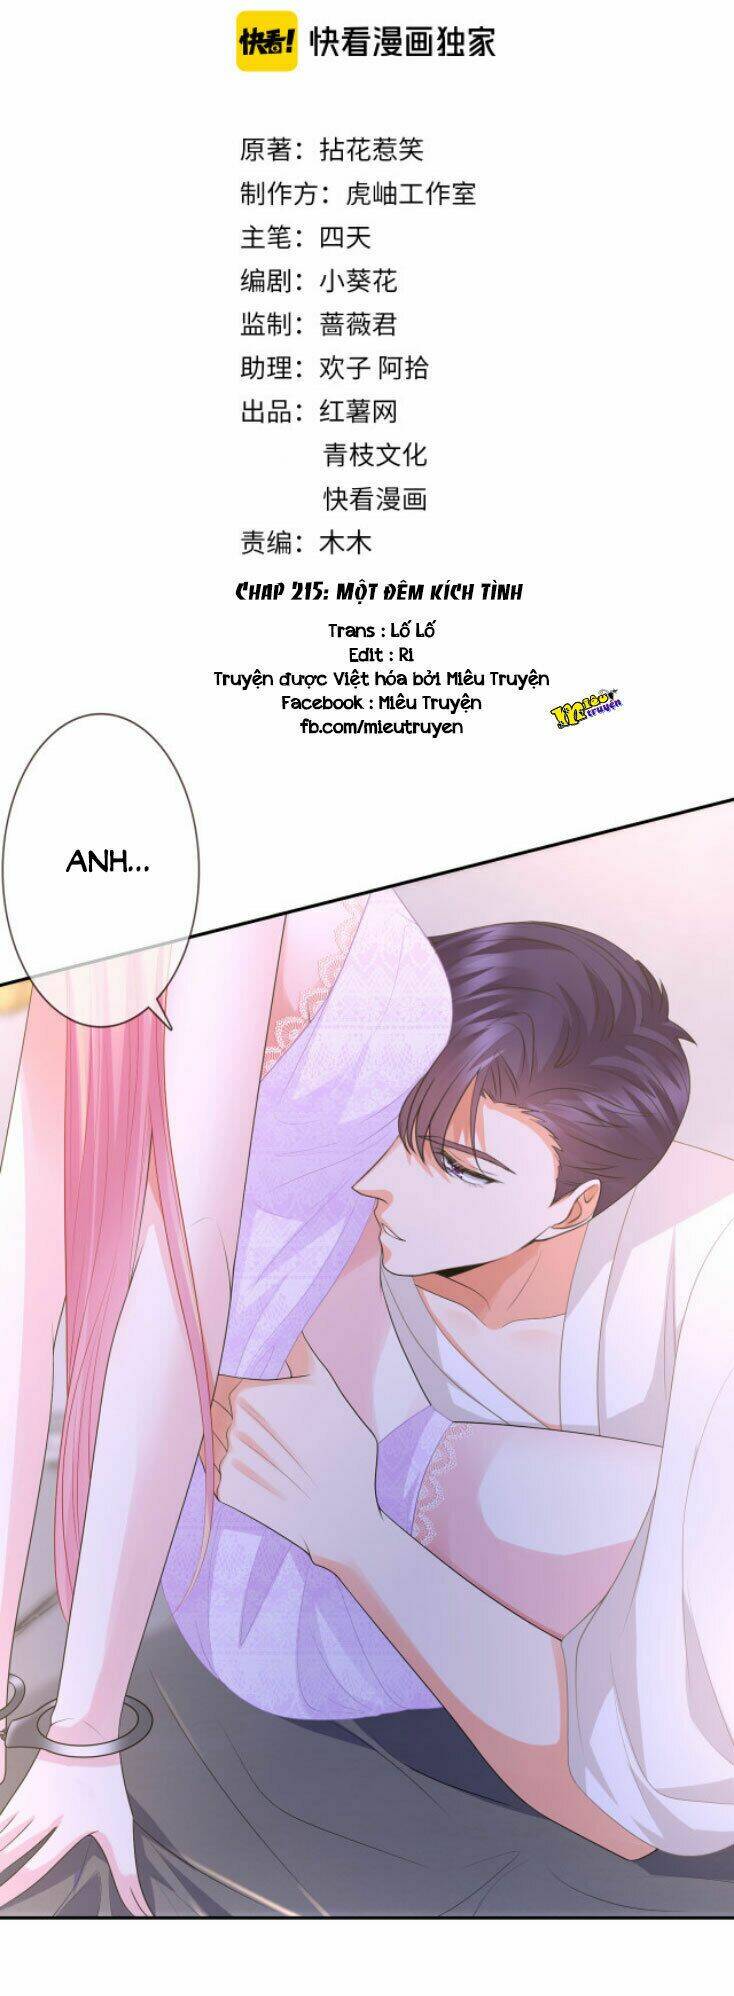 快看! 快看漫画独家
原著：拈花惹笑
制作方：虎岫工作室
主笔：四天
编剧：小葵花
监制：蔷薇君
助理：欢子 阿拾
出品：红薯网
青枝文化
快看漫画
责编：木木
CHAP 215: MỘT ĐÊM KÍCH TÌNH
Trans : Lố Lố
Edit : Ri
Truyện được Việt hóa bởi Miêu Truyện
Facebook : Miêu Truyện
fb.com/mieutruyen
miêu truyện
ANH...